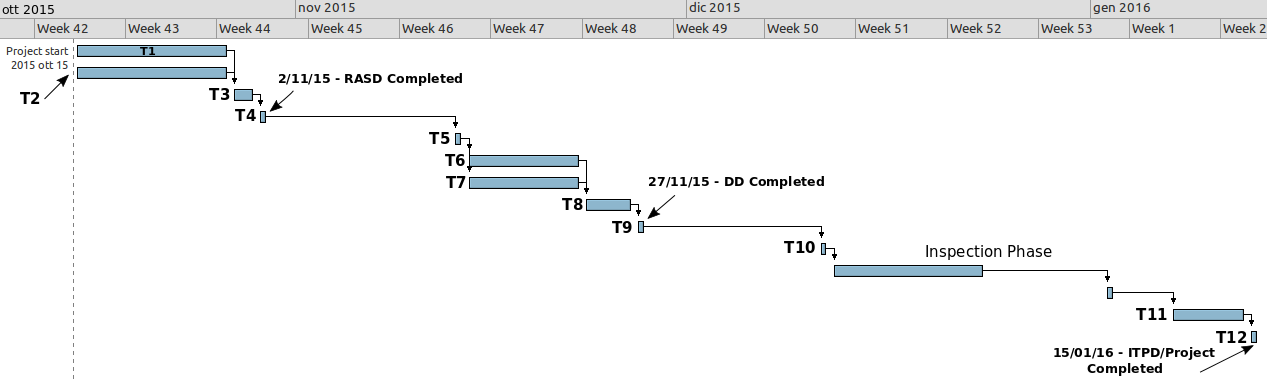 ott 2015 nov 2015 dic 2015 gen 2016
Week 42 Week 43 Week 44 Week 45 Week 46 Week 47 Week 48 Week 49 Week 50 Week 51 Week 52 Week 53 Week 1 Week 2
Project start
2015 ott 15
T1
T2
T3
2/11/15 - RASD Completed
T4
T5
T6
T7
27/11/15 - DD Completed
T8
T9
T10
Inspection Phase
T11
T12
15/01/16 - ITPD/Project
Completed